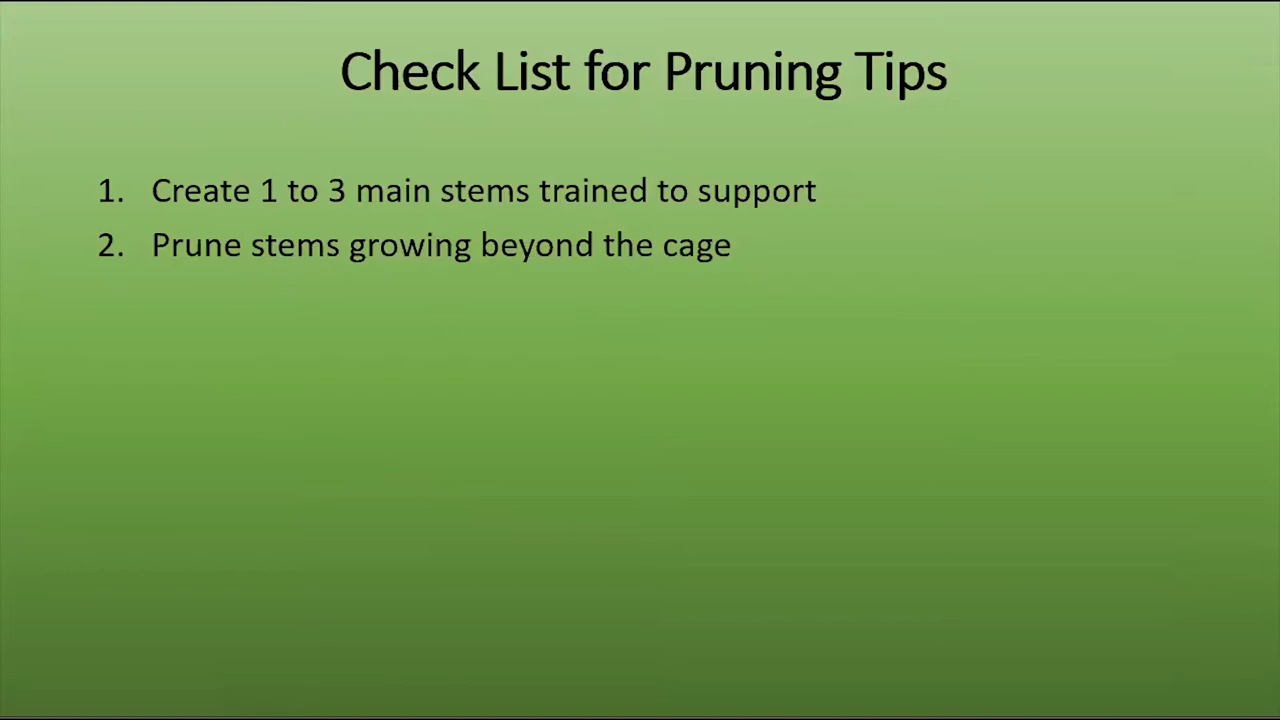 Check List for Pruning Tips
1. Create 1 to 3 main stems trained to support
2. Prune stems growing beyond the cage